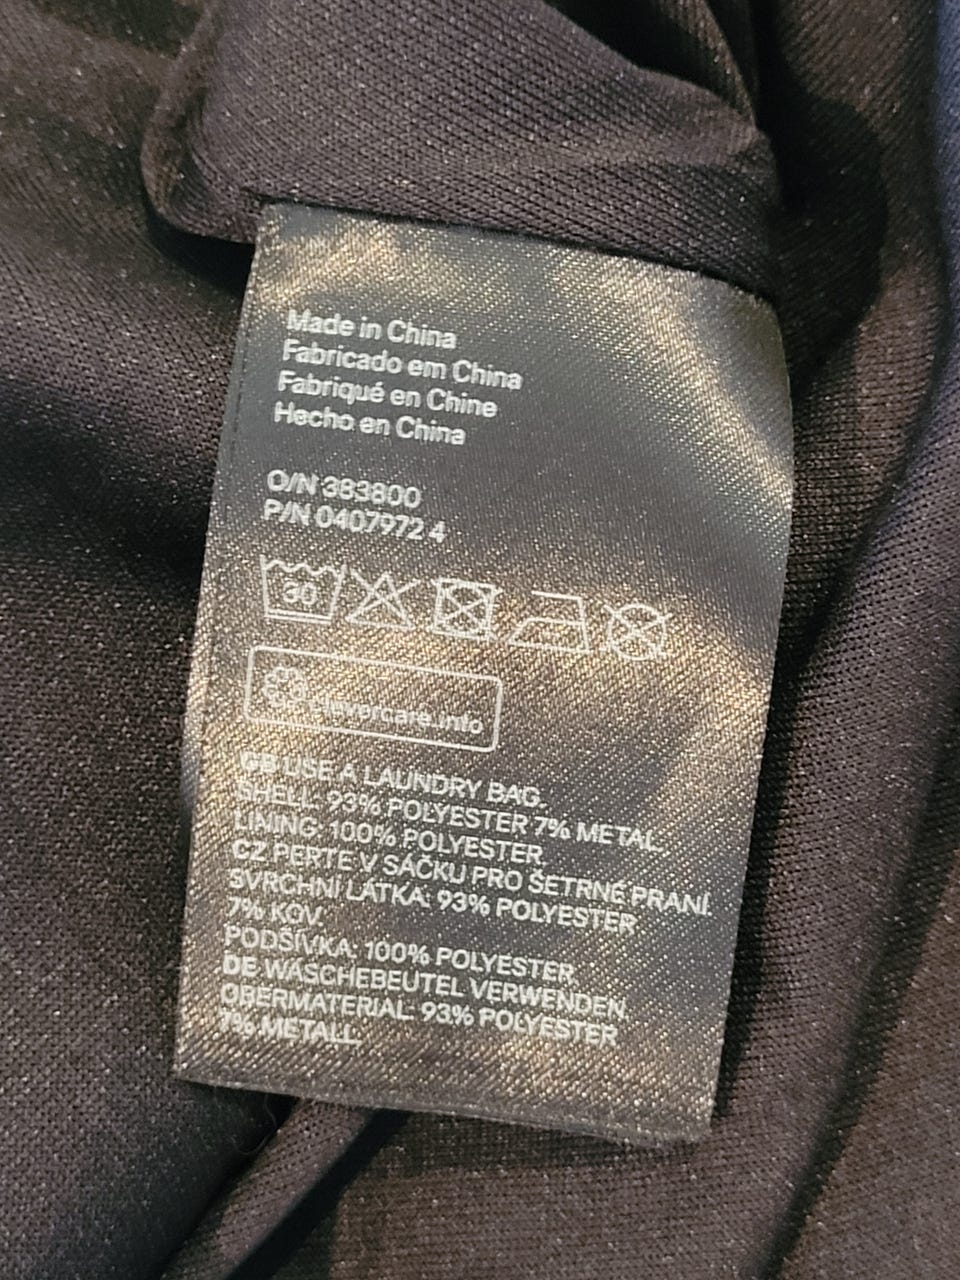 Made in China
Fabricado em China
Fabriqué en Chine
Hecho en China
O/N 383800
P/N 0407972 4
30
clevercare.info
GB USE A LAUNDRY BAG.
SHELL: 93% POLYESTER 7% METAL.
LINING: 100% POLYESTER.
CZ PERTE V SÁČKU PRO ŠETRNÉ PRANÍ.
SVRCHNÍ LÁTKA: 93% POLYESTER
7% KOV.
PODŠÍVKA: 100% POLYESTER.
DE WÄSCHEBEUTEL VERWENDEN.
OBERMATERIAL: 93% POLYESTER
7% METALL.